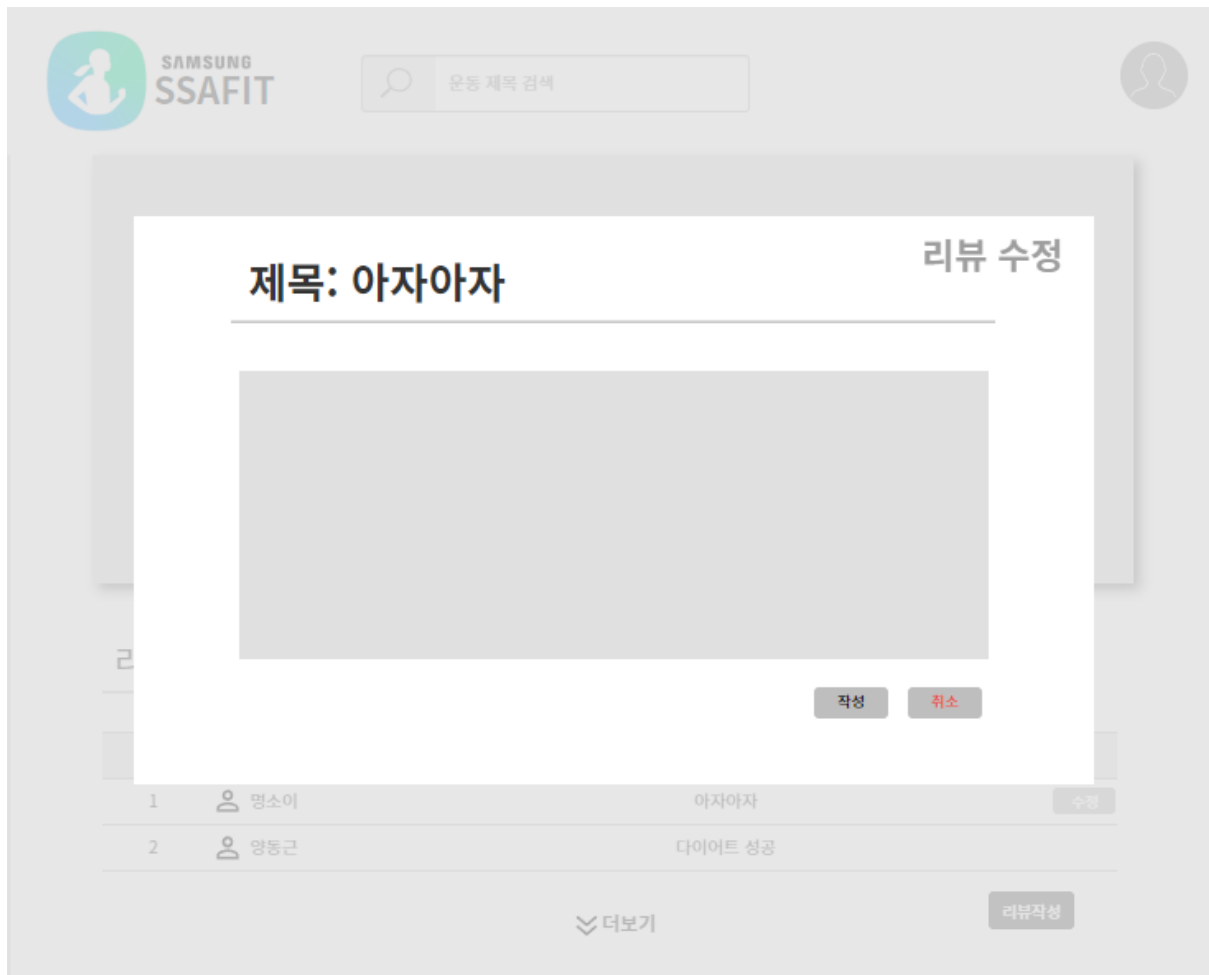 SAMSUNG
SSAFIT
운동 제목 검색
리뷰 수정
제목: 아자아자
작성
취소
1 명소이 아자아자 수정
2 양동근 다이어트 성공
더보기
리뷰작성